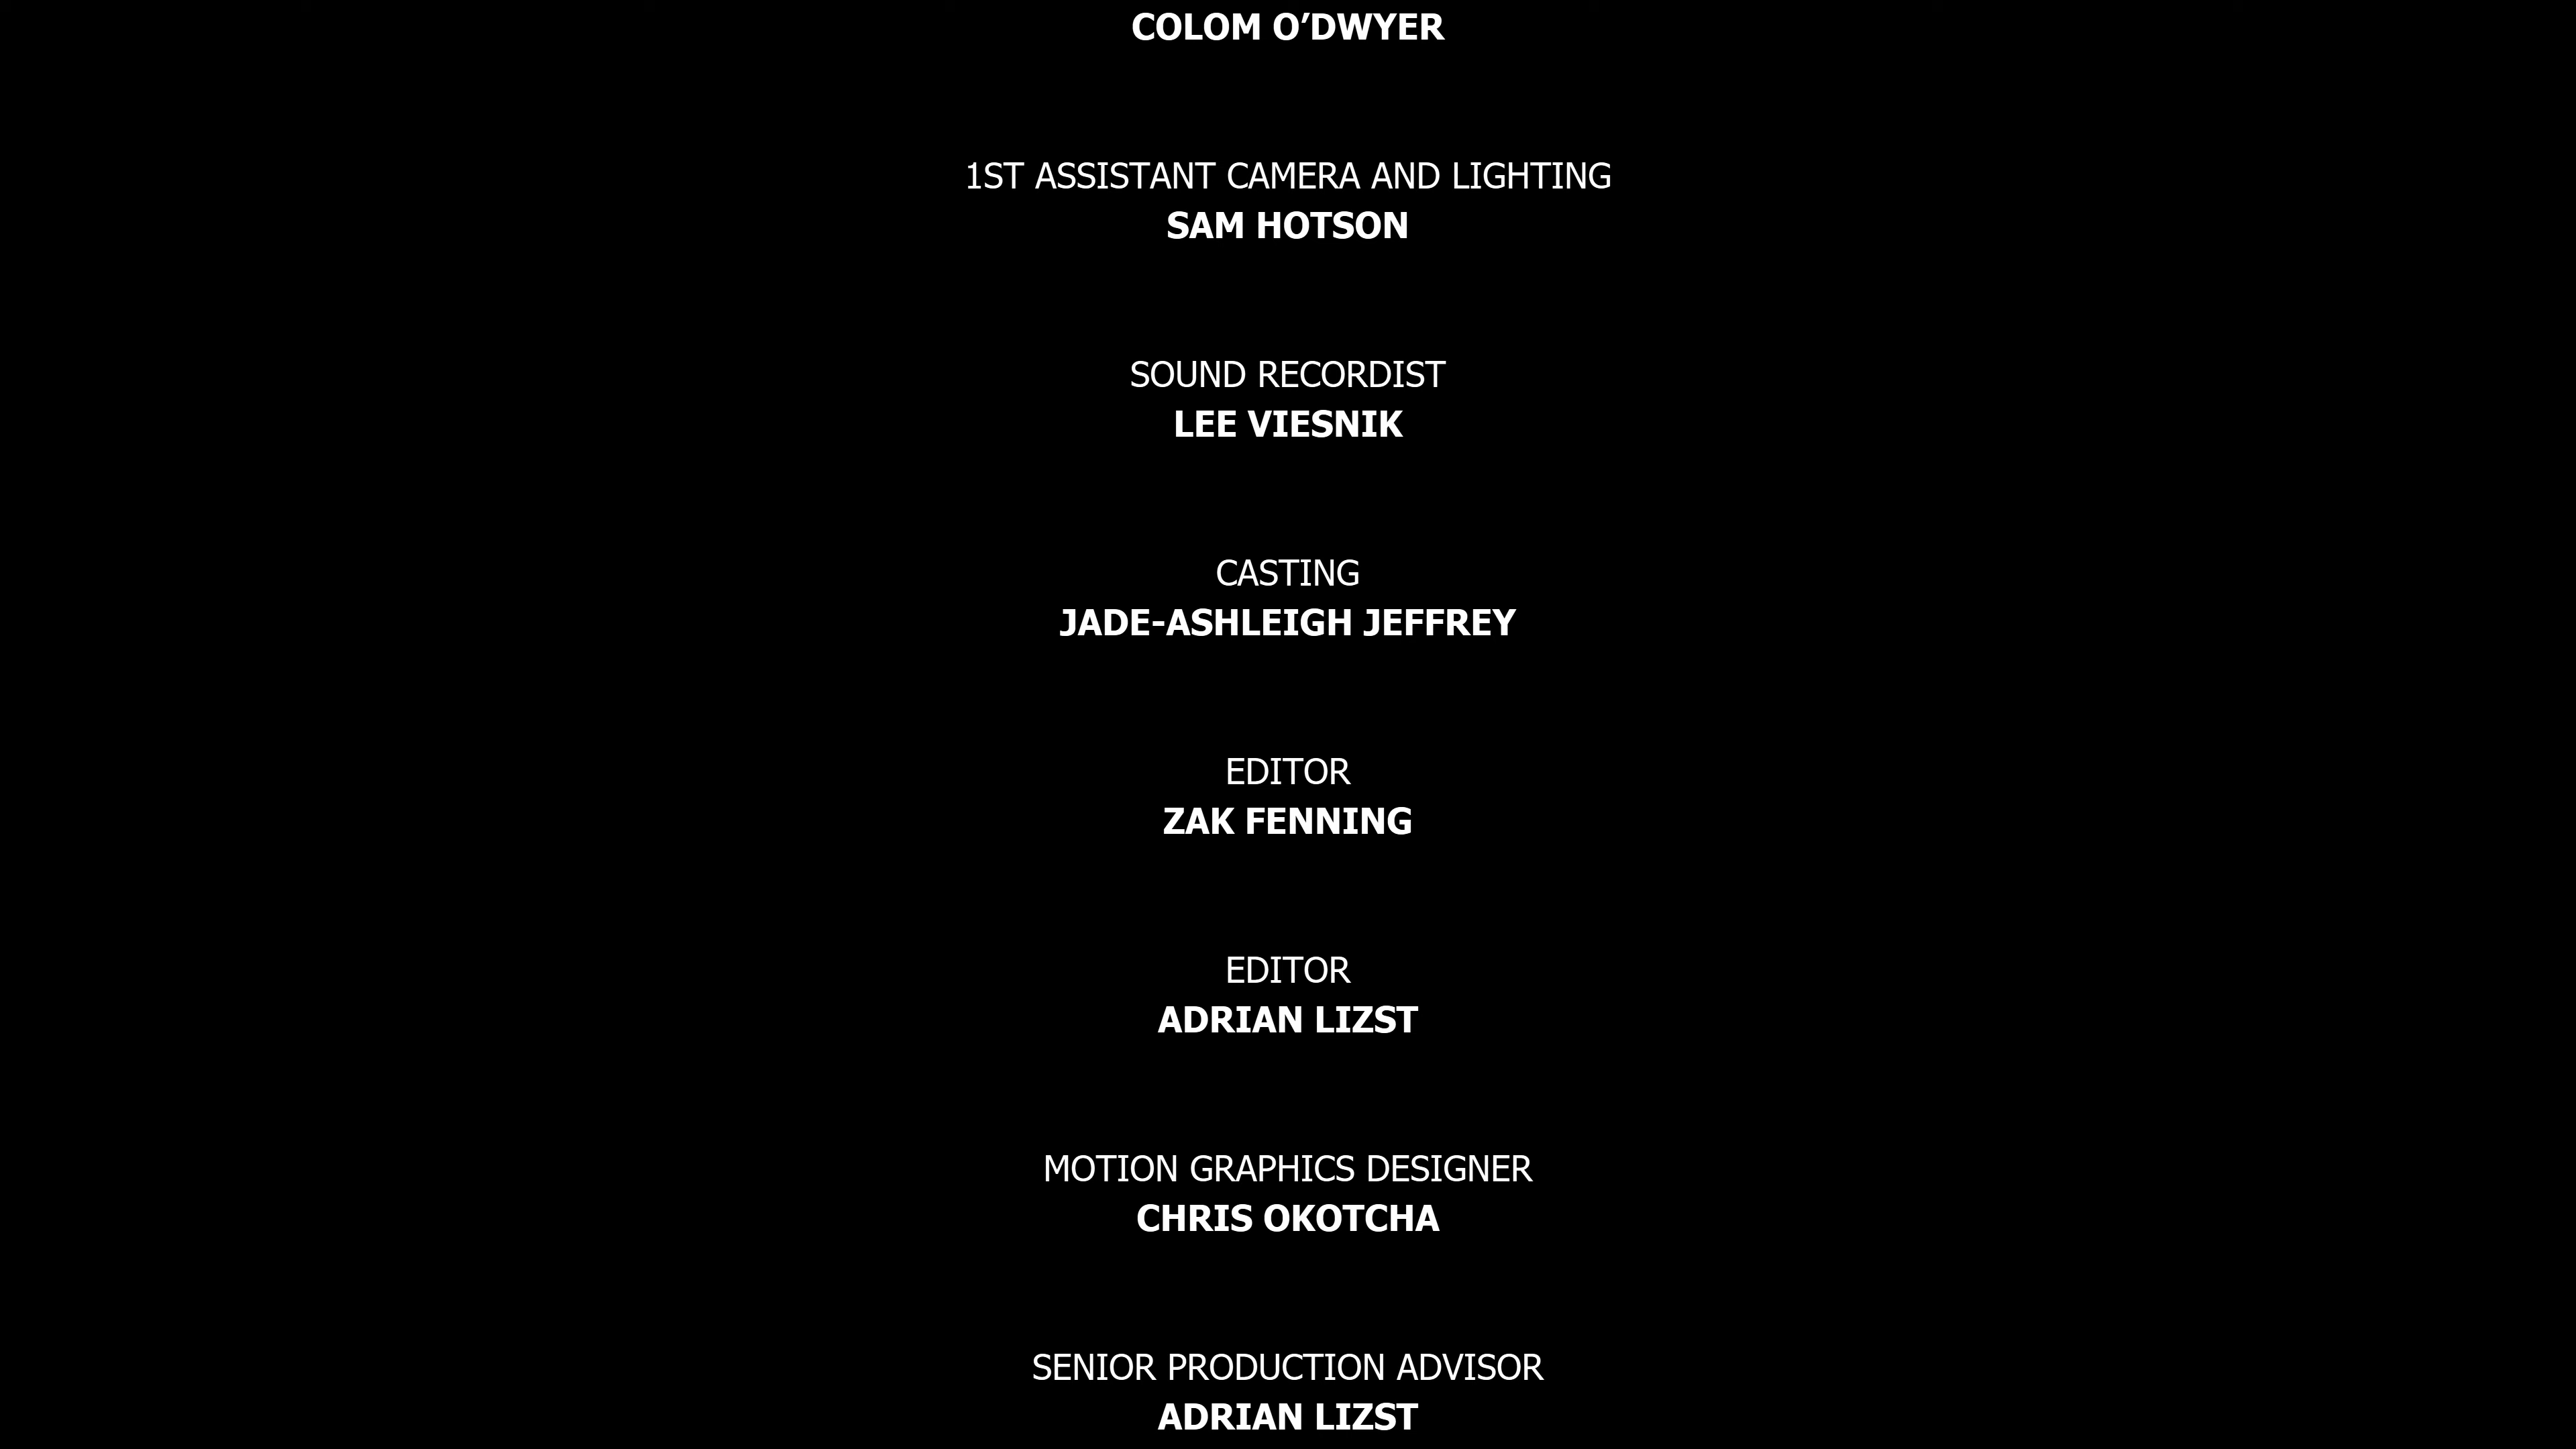 COLOM O’DWYER
1ST ASSISTANT CAMERA AND LIGHTING
SAM HOTSON
SOUND RECORDIST
LEE VIESNIK
CASTING
JADE-ASHLEIGH JEFFREY
EDITOR
ZAK FENNING
EDITOR
ADRIAN LIZST
MOTION GRAPHICS DESIGNER
CHRIS OKOTCHA
SENIOR PRODUCTION ADVISOR
ADRIAN LIZST